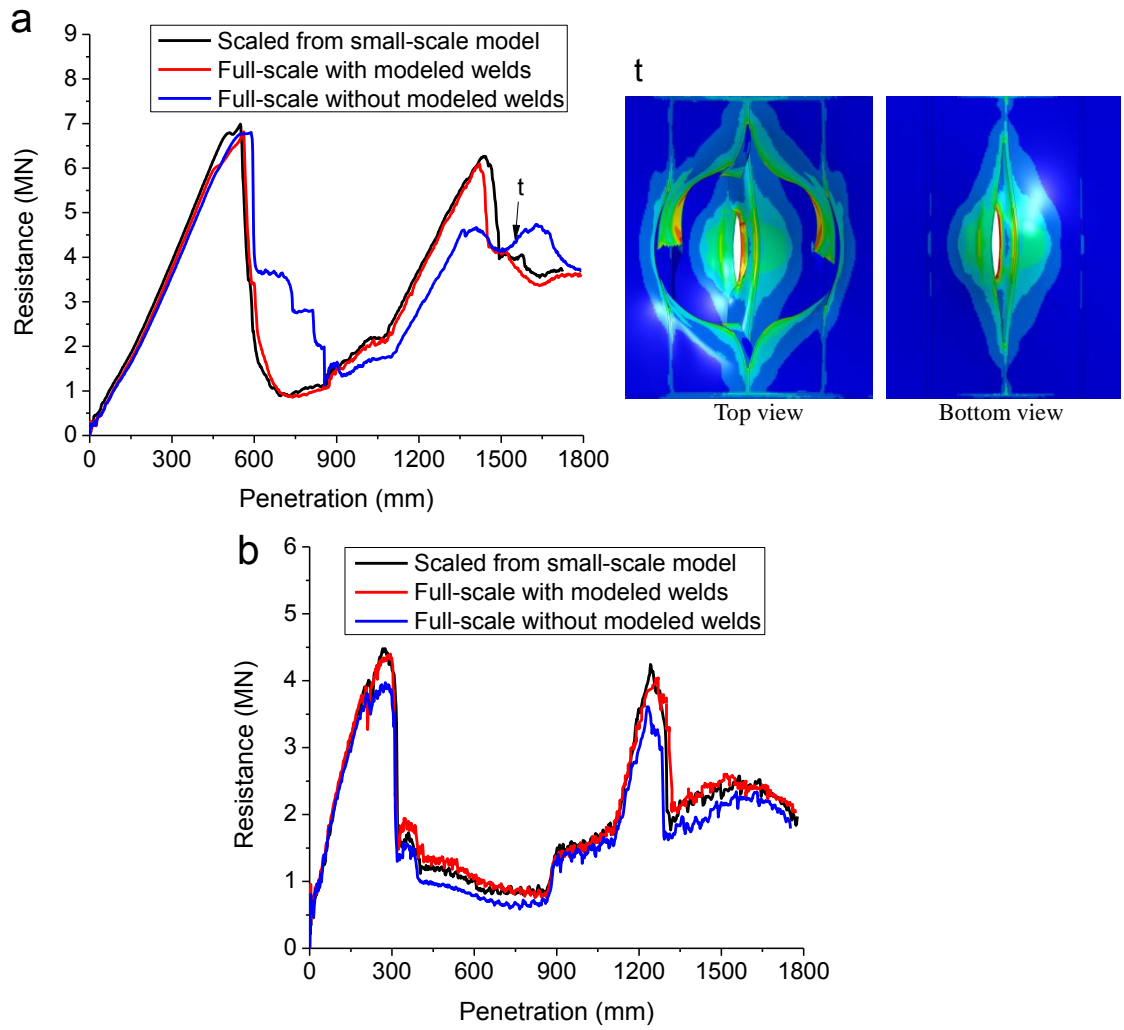 a
9
8
7
6
5
4
3
2
1
0
Resistance (MN)
Scaled from small-scale model
Full-scale with modeled welds
Full-scale without modeled welds
t
0 300 600 900 1200 1500 1800
Penetration (mm)
t
Top view
Bottom view
b
6
5
4
3
2
1
0
Resistance (MN)
Scaled from small-scale model
Full-scale with modeled welds
Full-scale without modeled welds
0 300 600 900 1200 1500 1800
Penetration (mm)